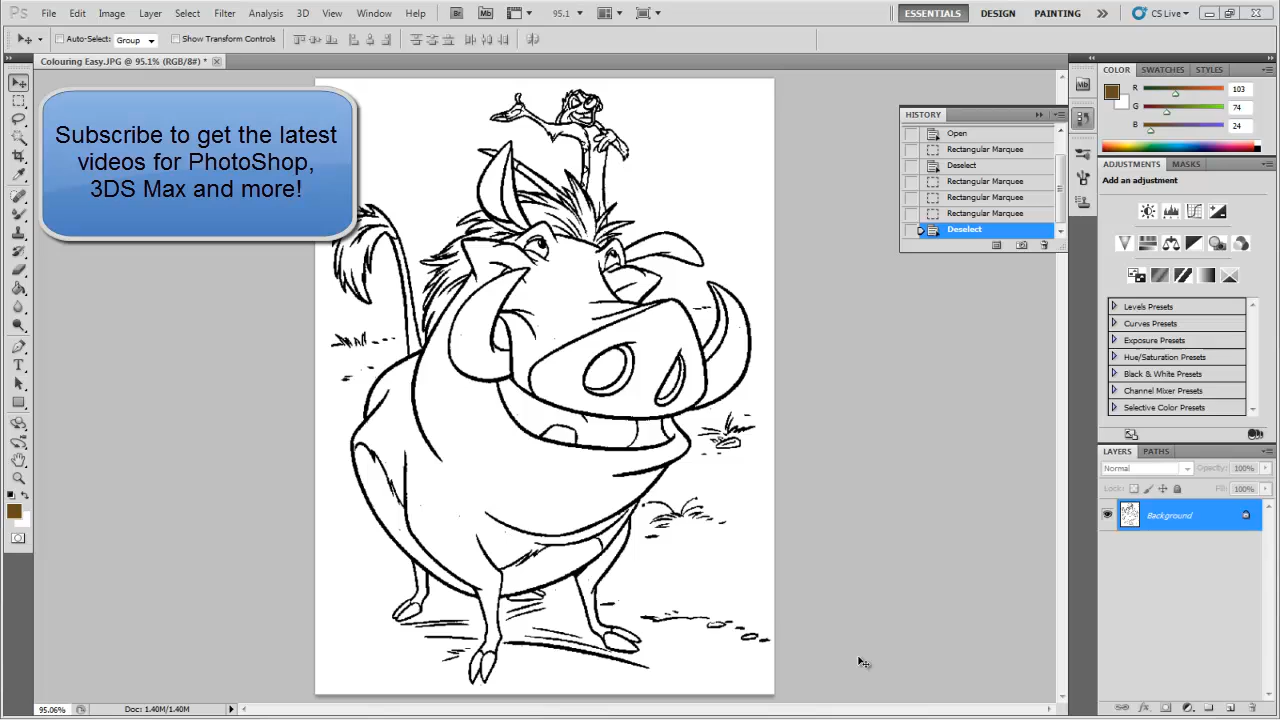 Ps File Edit Image Layer Select Filter Analysis 3D View Window Help Br Mb 95.1 ESSENTIALS DESIGN PAINTING CS Live
Auto-Select: Group Show Transform Controls
Colouring Easy.JPG @ 95.1% (RGB/8#) *
Subscribe to get the latest
videos for PhotoShop,
3DS Max and more!
HISTORY
Open
Rectangular Marquee
Deselect
Rectangular Marquee
Rectangular Marquee
Rectangular Marquee
Deselect
Mb
COLOR SWATCHES STYLES
R 103
G 74
B 24
ADJUSTMENTS MASKS
Add an adjustment
Levels Presets
Curves Presets
Exposure Presets
Hue/Saturation Presets
Black & White Presets
Channel Mixer Presets
Selective Color Presets
LAYERS PATHS
Normal Opacity: 100%
Lock: Fill: 100%
Background
95.06% Doc: 1.40M/1.40M